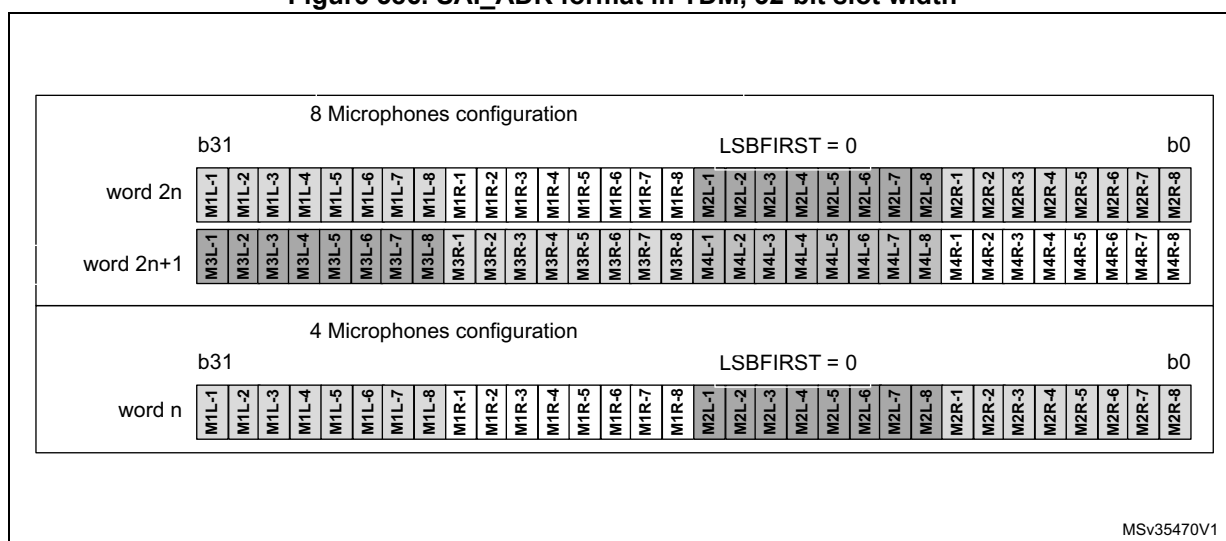 8 Microphones configuration
b31 LSBFIRST = 0 b0
word 2n M1L-1 M1L-2 M1L-3 M1L-4 M1L-5 M1L-6 M1L-7 M1L-8 M1R-1 M1R-2 M1R-3 M1R-4 M1R-5 M1R-6 M1R-7 M1R-8 M2L-1 M2L-2 M2L-3 M2L-4 M2L-5 M2L-6 M2L-7 M2L-8 M2R-1 M2R-2 M2R-3 M2R-4 M2R-5 M2R-6 M2R-7 M2R-8
word 2n+1 M3L-1 M3L-2 M3L-3 M3L-4 M3L-5 M3L-6 M3L-7 M3L-8 M3R-1 M3R-2 M3R-3 M3R-4 M3R-5 M3R-6 M3R-7 M3R-8 M4L-1 M4L-2 M4L-3 M4L-4 M4L-5 M4L-6 M4L-7 M4L-8 M4R-1 M4R-2 M4R-3 M4R-4 M4R-5 M4R-6 M4R-7 M4R-8
4 Microphones configuration
b31 LSBFIRST = 0 b0
word n M1L-1 M1L-2 M1L-3 M1L-4 M1L-5 M1L-6 M1L-7 M1L-8 M1R-1 M1R-2 M1R-3 M1R-4 M1R-5 M1R-6 M1R-7 M1R-8 M2L-1 M2L-2 M2L-3 M2L-4 M2L-5 M2L-6 M2L-7 M2L-8 M2R-1 M2R-2 M2R-3 M2R-4 M2R-5 M2R-6 M2R-7 M2R-8
MSv35470V1